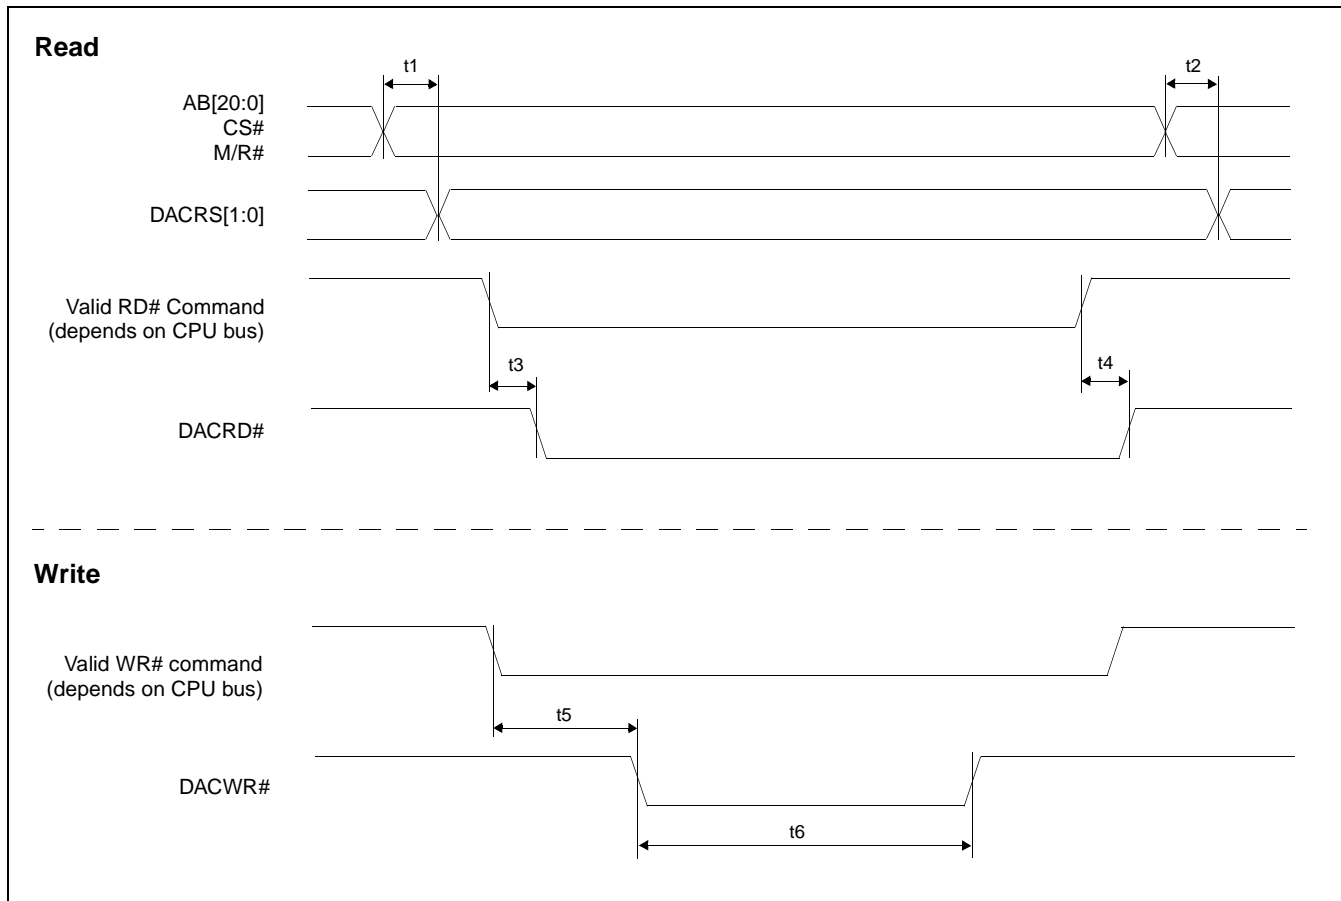 Read
t1
t2
AB[20:0]
CS#
M/R#
DACRS[1:0]
Valid RD# Command
(depends on CPU bus)
t3
t4
DACRD#
Write
Valid WR# command
(depends on CPU bus)
t5
DACWR#
t6